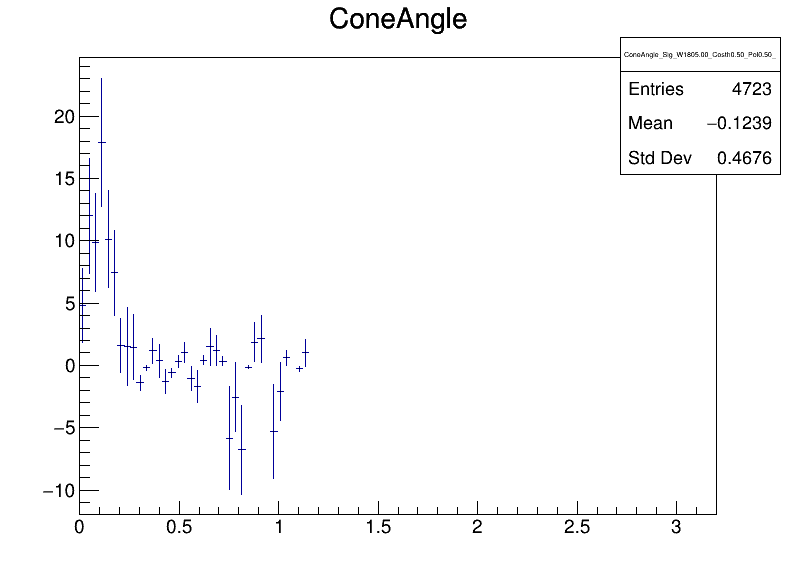 ConeAngle
ConeAngle_Sig_W1805.00_Costh0.50_Pol0.50_
Entries 4723
Mean −0.1239
Std Dev 0.4676
20
15
10
5
0
−5
−10
0 0.5 1 1.5 2 2.5 3